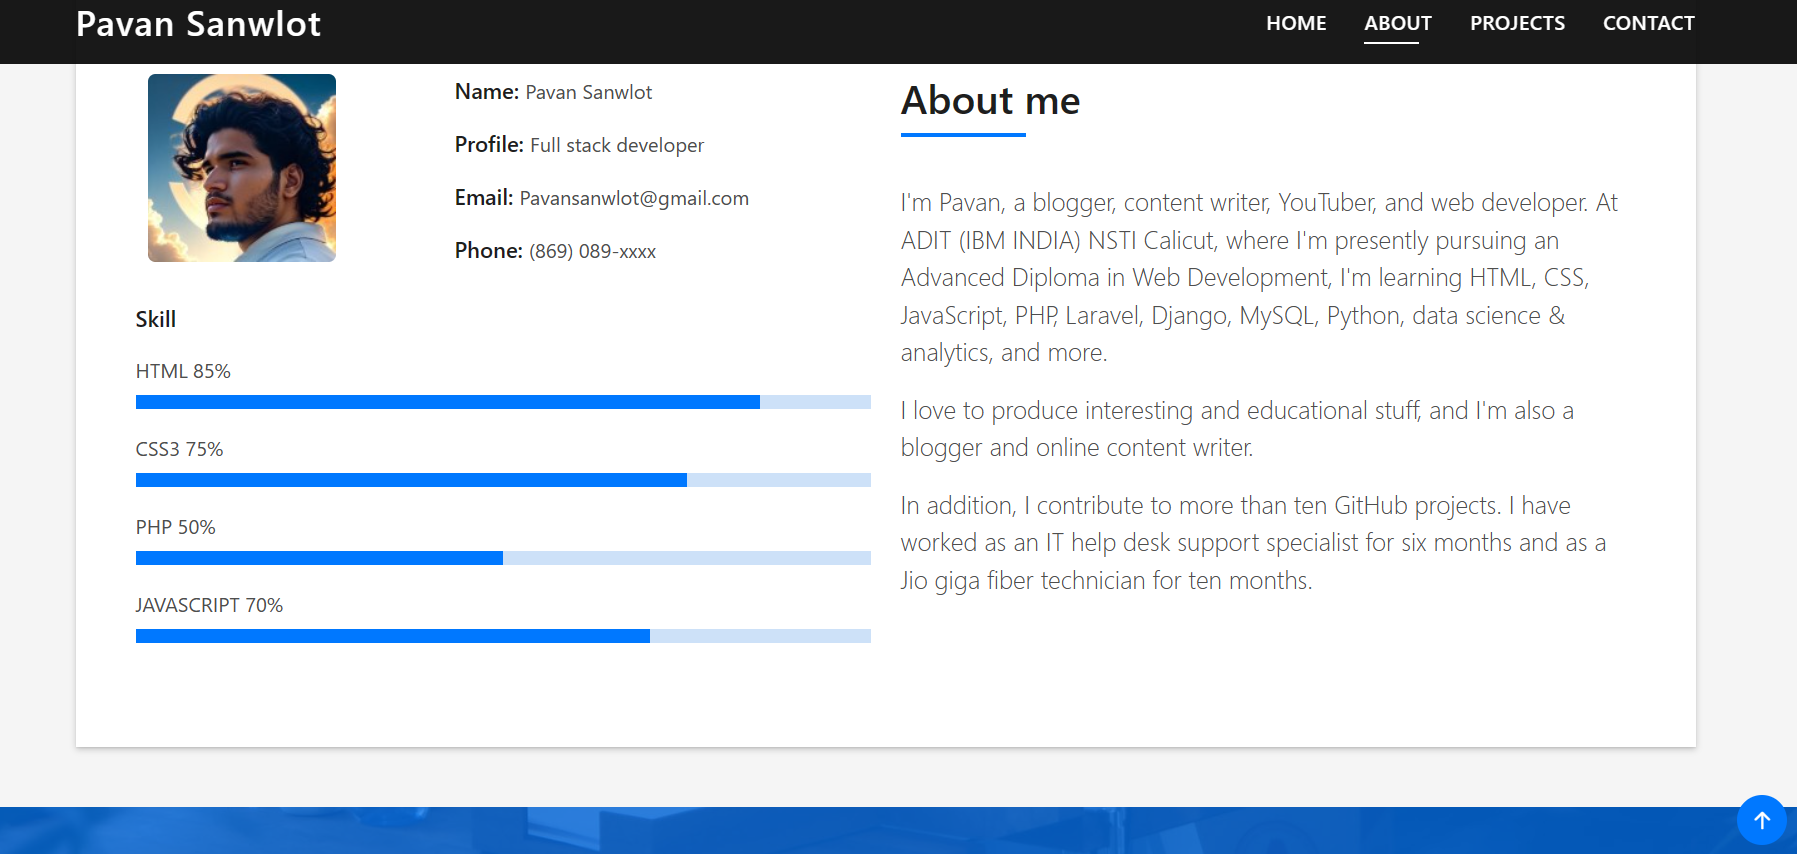 Pavan Sanwlot
HOME
ABOUT
PROJECTS
CONTACT
Name: Pavan Sanwlot
Profile: Full stack developer
Email: Pavansanwlot@gmail.com
Phone: (869) 089-xxxx
Skill
HTML 85%
CSS3 75%
PHP 50%
JAVASCRIPT 70%
About me
I'm Pavan, a blogger, content writer, YouTuber, and web developer. At
ADIT (IBM INDIA) NSTI Calicut, where I'm presently pursuing an
Advanced Diploma in Web Development, I'm learning HTML, CSS,
JavaScript, PHP, Laravel, Django, MySQL, Python, data science &
analytics, and more.
I love to produce interesting and educational stuff, and I'm also a
blogger and online content writer.
In addition, I contribute to more than ten GitHub projects. I have
worked as an IT help desk support specialist for six months and as a
Jio giga fiber technician for ten months.